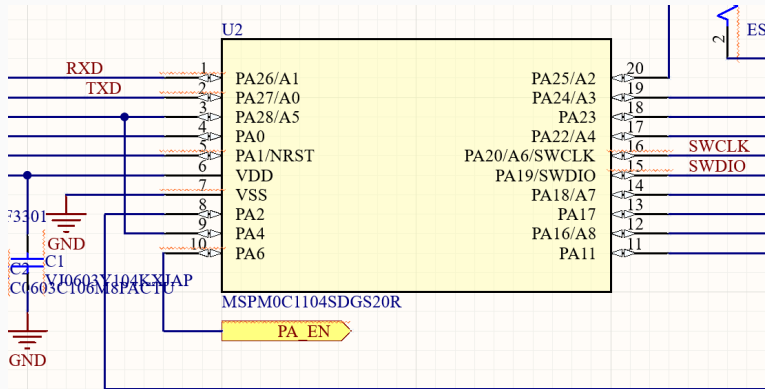 U2
ES
2
RXD
1
PA26/A1
PA25/A2
20
TXD
2
PA27/A0
PA24/A3
19
3
PA28/A5
PA23
18
4
PA0
PA22/A4
17
5
PA1/NRST
PA20/A6/SWCLK
16
SWCLK
6
VDD
PA19/SWDIO
15
SWDIO
7
VSS
PA18/A7
14
8
PA2
PA17
13
F3301
9
PA4
PA16/A8
12
GND
10
PA6
PA11
11
C1
C2
VJ0603Y104KXJAP
C0603C106M8PACTU
MSPM0C1104SDGS20R
PA_EN
GND